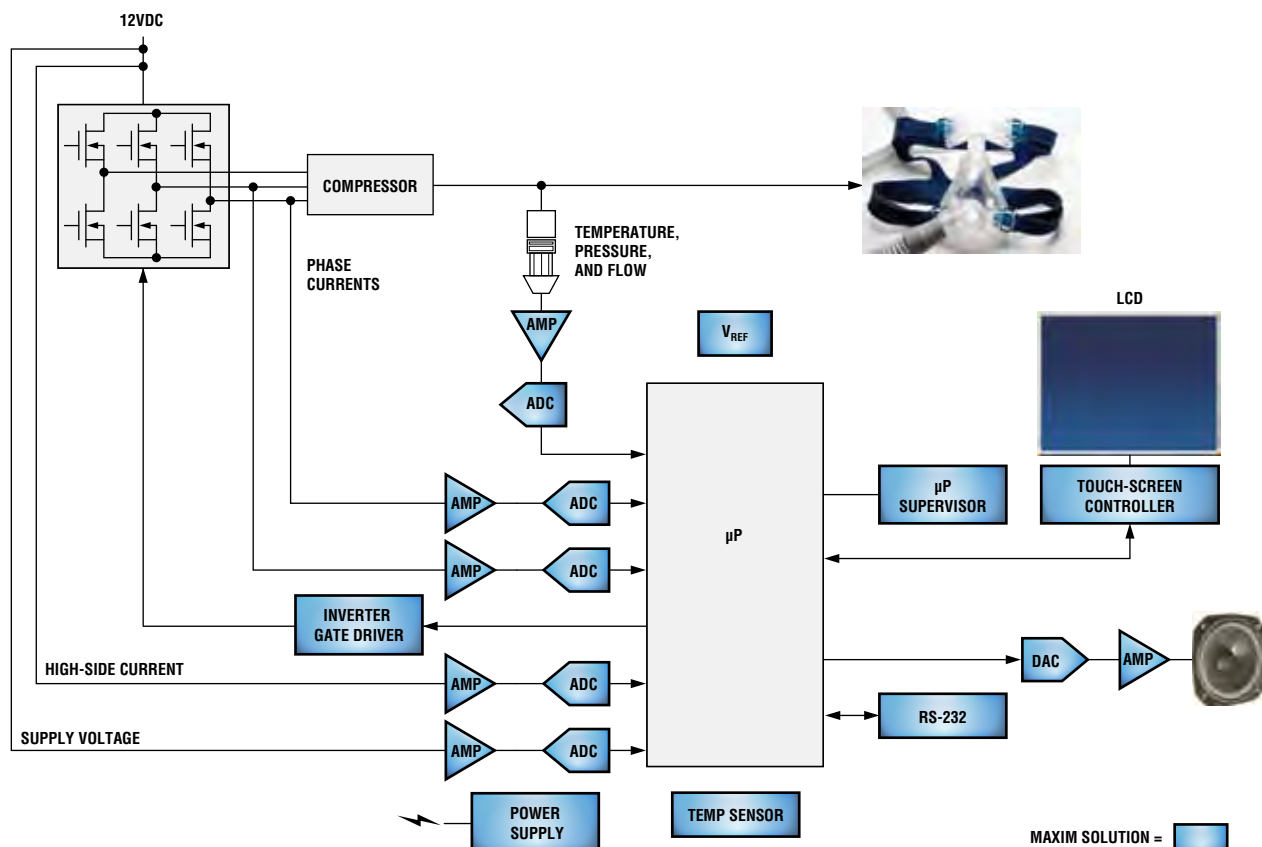 12VDC
COMPRESSOR
PHASE
CURRENTS
TEMPERATURE,
PRESSURE,
AND FLOW
AMP
ADC
V_REF
LCD
µP
µP
SUPERVISOR
TOUCH-SCREEN
CONTROLLER
AMP
ADC
AMP
ADC
INVERTER
GATE DRIVER
HIGH-SIDE CURRENT
AMP
ADC
SUPPLY VOLTAGE
AMP
ADC
DAC
AMP
RS-232
POWER
SUPPLY
TEMP SENSOR
MAXIM SOLUTION =